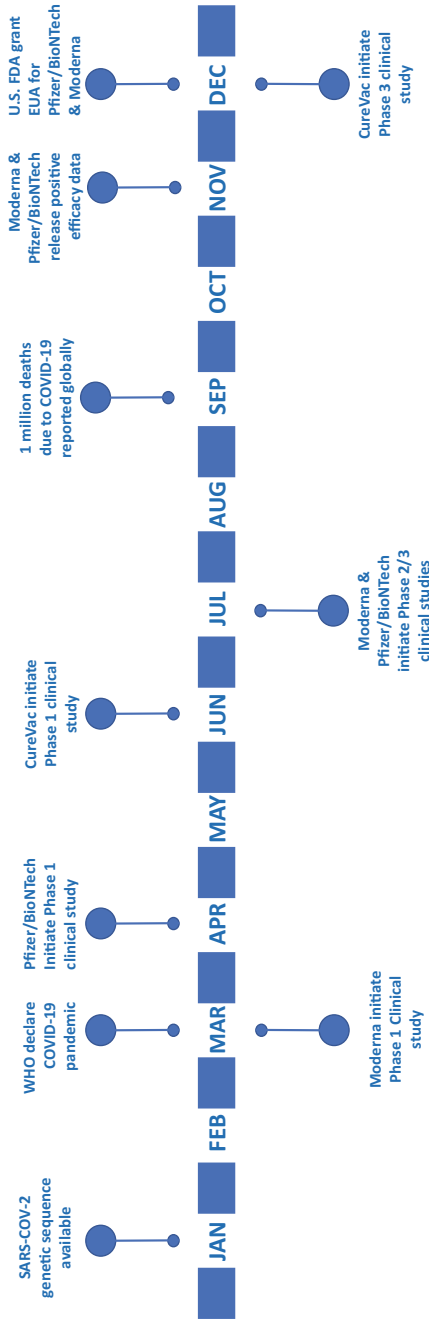 SARS-COV-2
genetic sequence
available
WHO declare
COVID-19
pandemic
Pfizer/BioNTech
Initiate Phase 1
clinical study
CureVac initiate
Phase 1 clinical
study
1 million deaths
due to COVID-19
reported globally
Moderna &
Pfizer/BioNTech
release positive
efficacy data
U.S. FDA grant
EUA for
Pfizer/BioNTech
& Moderna
JAN
FEB
MAR
APR
MAY
JUN
JUL
AUG
SEP
OCT
NOV
DEC
Moderna initiate
Phase 1 Clinical
study
Moderna &
Pfizer/BioNTech
initiate Phase 2/3
clinical studies
CureVac initiate
Phase 3 clinical
study